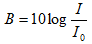 B = 10 log I/I₀